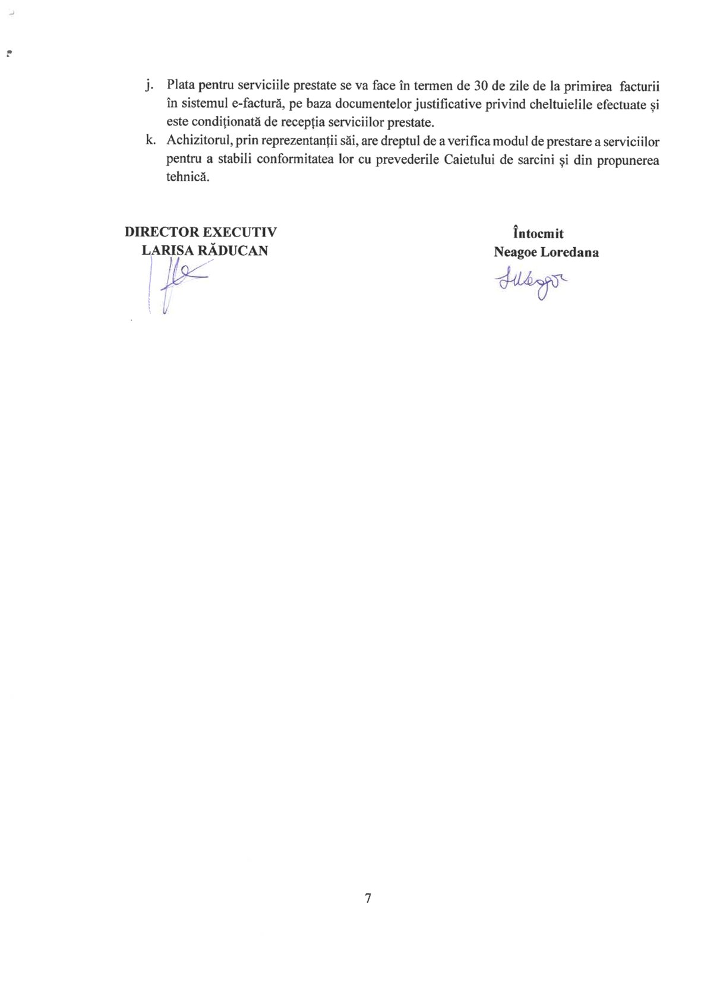 j. Plata pentru serviciile prestate se va face în termen de 30 de zile de la primirea facturii
în sistemul e-factură, pe baza documentelor justificative privind cheltuielile efectuate și
este condiționată de recepția serviciilor prestate.
k. Achizitorul, prin reprezentanții săi, are dreptul de a verifica modul de prestare a serviciilor
pentru a stabili conformitatea lor cu prevederile Caietului de sarcini și din propunerea
tehnică.
DIRECTOR EXECUTIV
LARISA RĂDUCAN
Întocmit
Neagoe Loredana
7